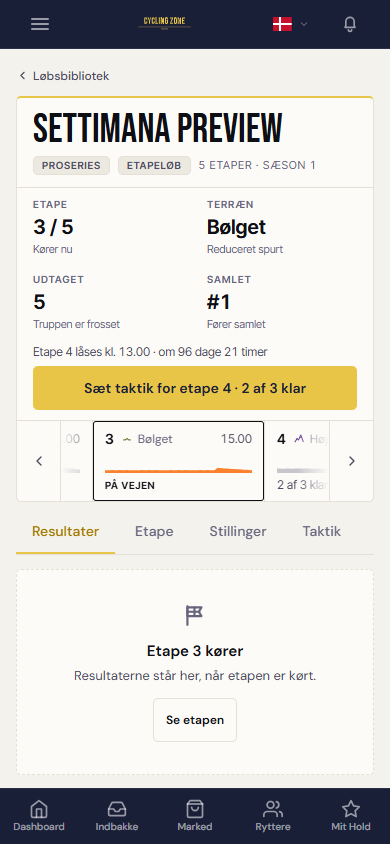 CYCLING ZONE
Løbsbibliotek
SETTIMANA PREVIEW
PROSERIES ETAPELØB 5 ETAPER · SÆSON 1
ETAPE TERRÆN
3 / 5 Bølget
Kører nu Reduceret spurt
UDTAGET SAMLET
5 #1
Truppen er frosset Fører samlet
Etape 4 låses kl. 13.00 · om 96 dage 21 timer
Sæt taktik for etape 4 · 2 af 3 klar
.00 3 Bølget 15.00 4 Hø
PÅ VEJEN 2 af 3 klar
Resultater Etape Stillinger Taktik
Etape 3 kører
Resultaterne står her, når etapen er kørt.
Se etapen
Dashboard Indbakke Marked Ryttere Mit Hold